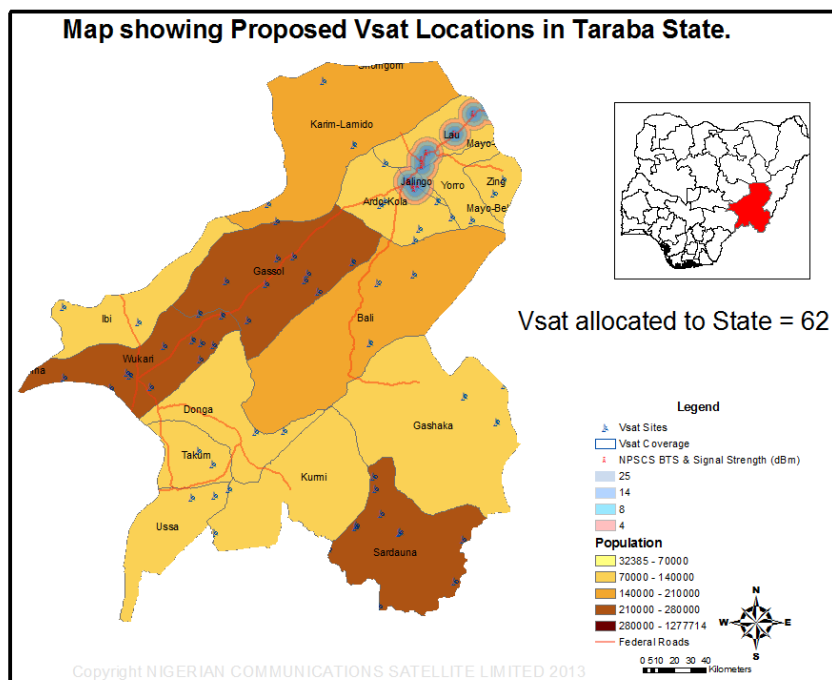 Map showing Proposed Vsat Locations in Taraba State.
Karim-Lamido
Lau
Mayo-
Jalingo
Yorro
Zing
Ardo-Kola
Mayo-Bel
Gassol
Ibi
Bali
Wukari
Donga
Gashaka
Takum
Kurmi
Ussa
Sardauna
Vsat allocated to State = 62
Legend
Vsat Sites
Vsat Coverage
NPSCS BTS & Signal Strength (dBm)
25
14
8
4
Population
32385 - 70000
70000 - 140000
140000 - 210000
210000 - 280000
280000 - 1277714
Federal Roads
N
W E
S
0 5 10 20 30 40
Kilometers
Copyright NIGERIAN COMMUNICATIONS SATELLITE LIMITED 2013